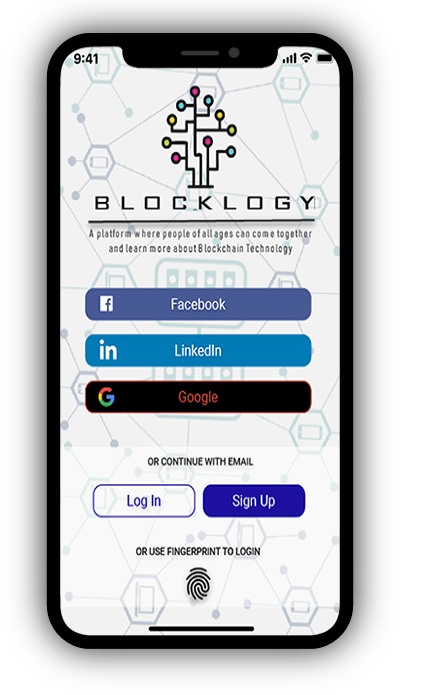 9:41
BLOCKLOGY
A platform where people of all ages can come together
and learn more about Blockchain Technology
Facebook
in LinkedIn
G Google
OR CONTINUE WITH EMAIL
Log In Sign Up
OR USE FINGERPRINT TO LOGIN